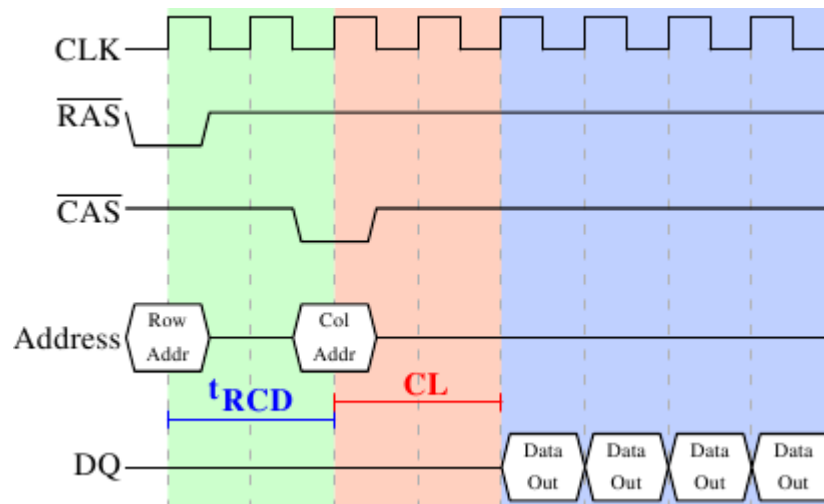 CLK
RAS
CAS
Address
Row
Addr
Col
Addr
tRCD
CL
DQ
Data
Out
Data
Out
Data
Out
Data
Out